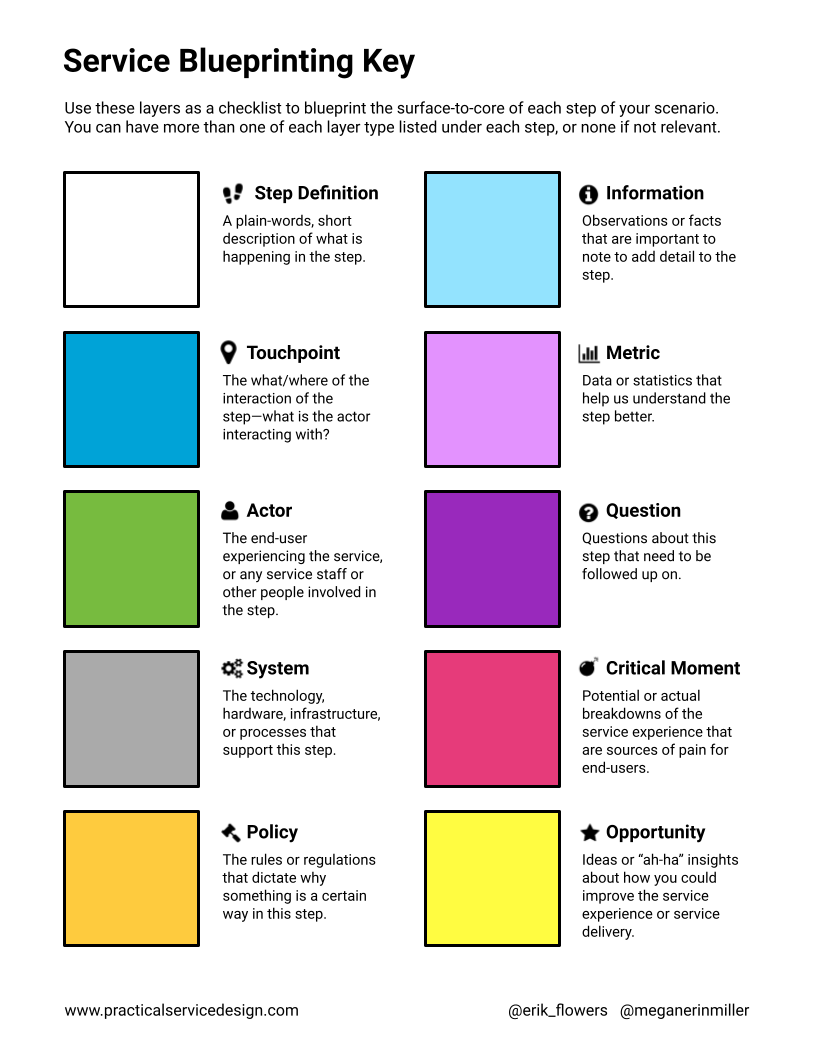 Service Blueprinting Key
Use these layers as a checklist to blueprint the surface-to-core of each step of your scenario.
You can have more than one of each layer type listed under each step, or none if not relevant.
Step Definition
A plain-words, short
description of what is
happening in the step.
Information
Observations or facts
that are important to
note to add detail to the
step.
Touchpoint
The what/where of the
interaction of the
step—what is the actor
interacting with?
Metric
Data or statistics that
help us understand the
step better.
Actor
The end-user
experiencing the service,
or any service staff or
other people involved in
the step.
Question
Questions about this
step that need to be
followed up on.
System
The technology,
hardware, infrastructure,
or processes that
support this step.
Critical Moment
Potential or actual
breakdowns of the
service experience that
are sources of pain for
end-users.
Policy
The rules or regulations
that dictate why
something is a certain
way in this step.
Opportunity
Ideas or “ah-ha” insights
about how you could
improve the service
experience or service
delivery.
www.practicalservicedesign.com
@erik_flowers @meganerinmiller